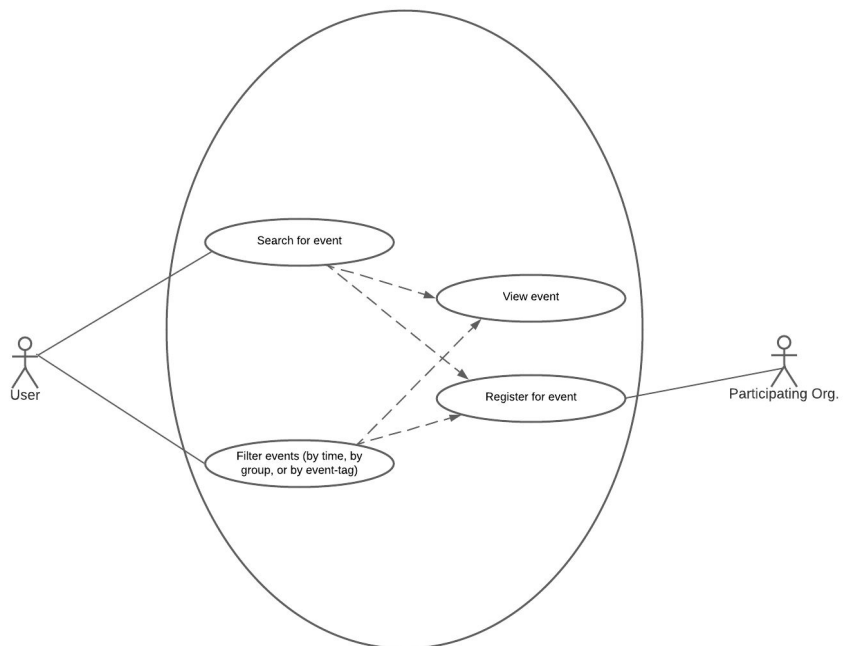 Search for event
View event
User
Participating Org.
Register for event
Filter events (by time, by
group, or by event-tag)